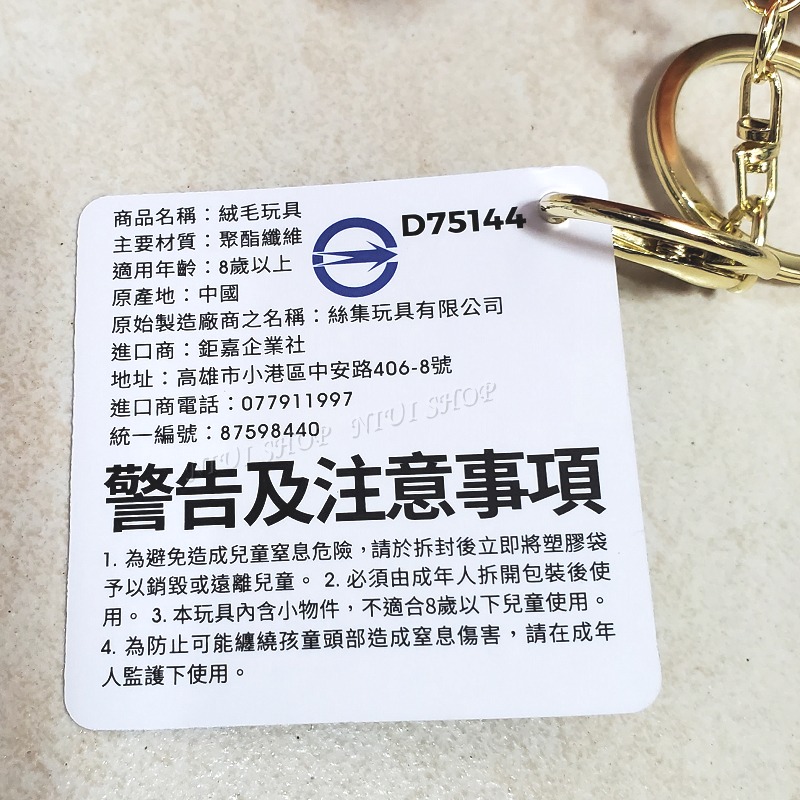 商品名稱：絨毛玩具
主要材質：聚酯纖維
D75144
適用年齡：8歲以上
原產地：中國
原始製造廠商之名稱：絲集玩具有限公司
進口商：鉅嘉企業社
地址：高雄市小港區中安路406-8號
進口商電話：077911997
統一編號：87598440
NIUI SHOP NIUI SHOP
警告及注意事項
1. 為避免造成兒童窒息危險，請於拆封後立即將塑膠袋
予以銷毀或遠離兒童。 2. 必須由成年人拆開包裝後使
用。 3. 本玩具內含小物件，不適合8歲以下兒童使用。
4. 為防止可能纏繞孩童頭部造成窒息傷害，請在成年
人監護下使用。